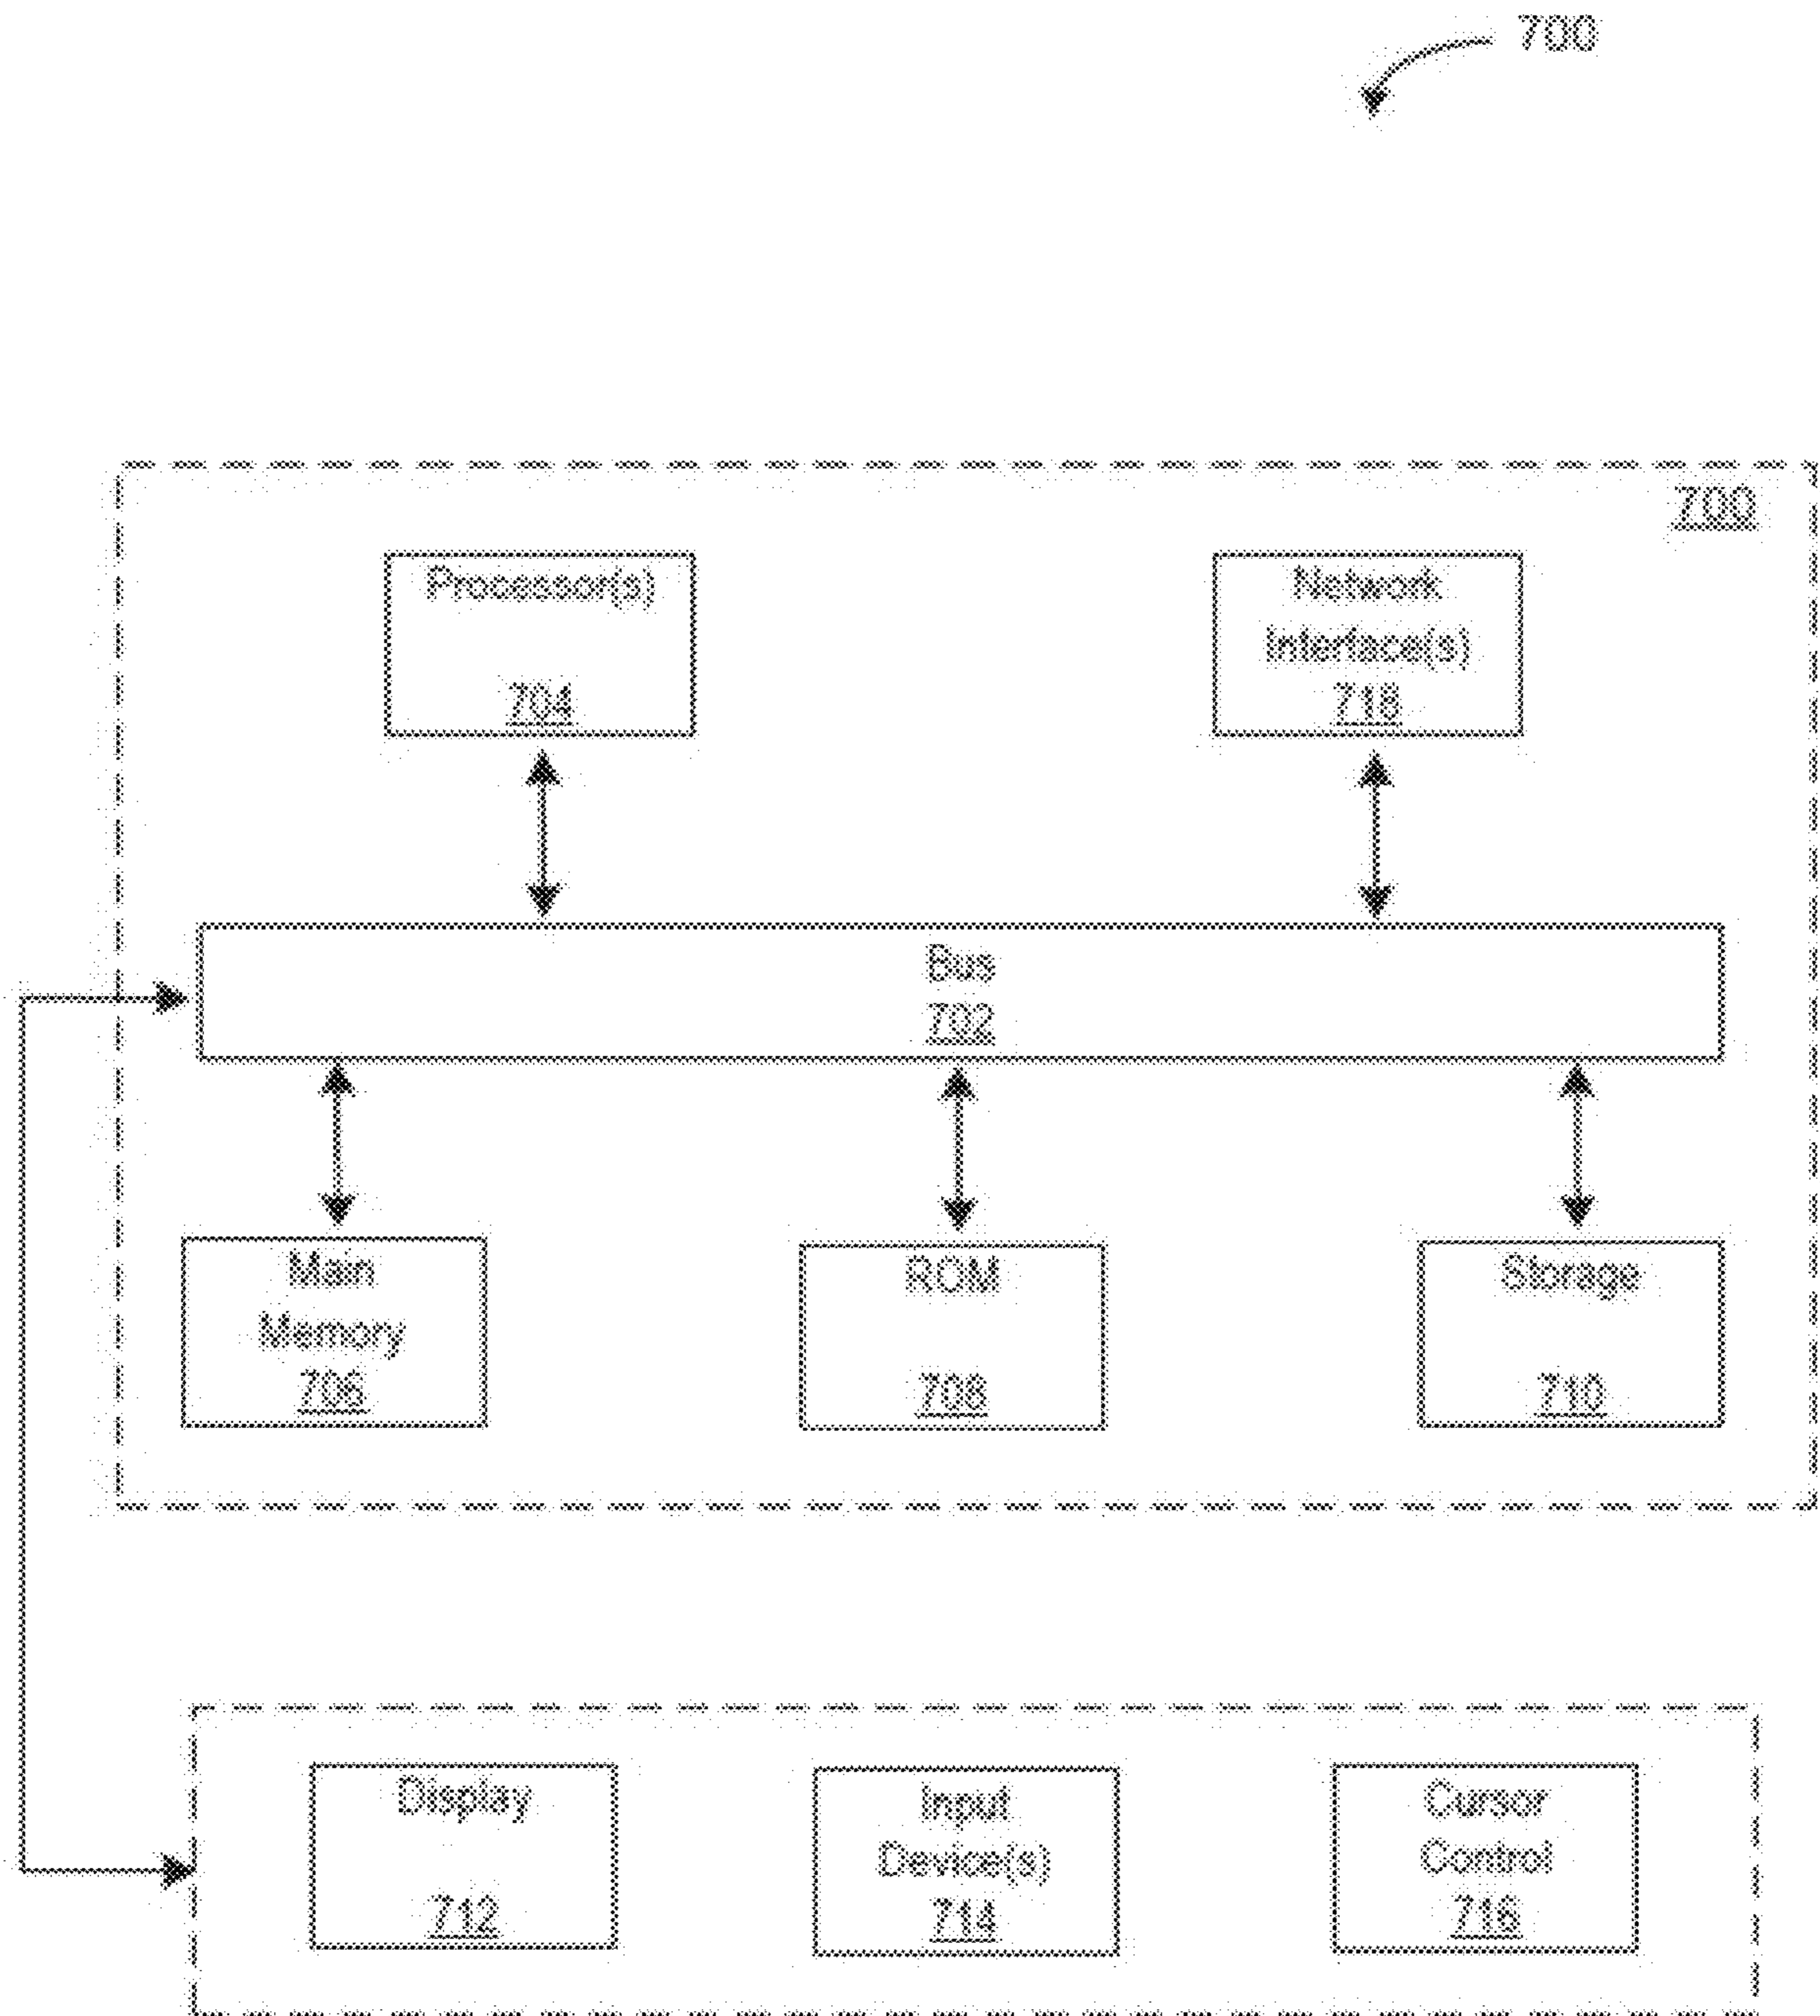 700
700
Processor(s)
704
Network
Interface(s)
718
Bus
702
Main
Memory
706
ROM
708
Storage
710
Display
712
Input
Device(s)
714
Cursor
Control
716